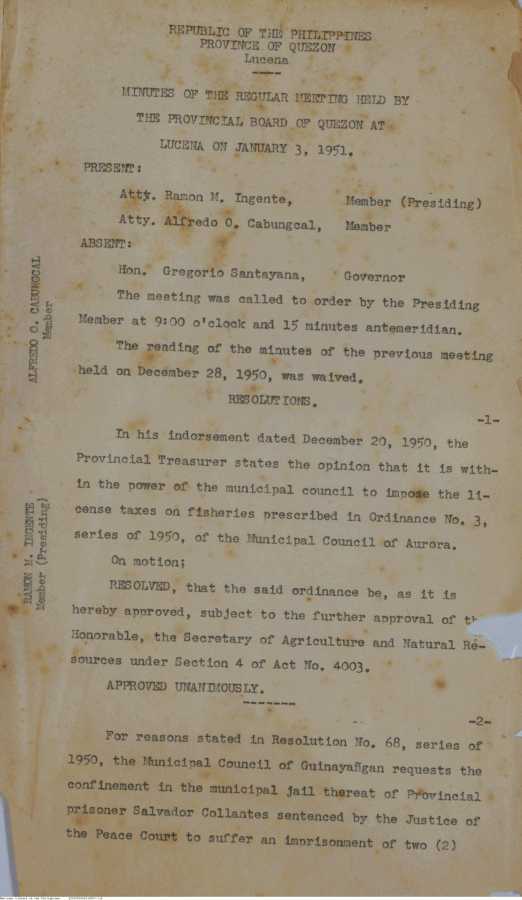 REPUBLIC OF THE PHILIPPINES
PROVINCE OF QUEZON
Lucena
MINUTES OF THE REGULAR MEETING HELD BY
THE PROVINCIAL BOARD OF QUEZON AT
LUCENA ON JANUARY 3, 1951.
PRESENT:
Atty. Ramon M. Ingente, Member (Presiding)
Atty. Alfredo O. Cabungcal, Member
ABSENT:
Hon. Gregorio Santayana, Governor
The meeting was called to order by the Presiding
Member at 9:00 o'clock and 15 minutes antemeridian.
The reading of the minutes of the previous meeting
held on December 28, 1950, was waived.
RESOLUTIONS.
-1-
In his indorsement dated December 20, 1950, the
Provincial Treasurer states the opinion that it is with-
in the power of the municipal council to impose the li-
cense taxes on fisheries prescribed in Ordinance No. 3,
series of 1950, of the Municipal Council of Aurora.
On motion;
RESOLVED, that the said ordinance be, as it is
hereby approved, subject to the further approval of
Honorable, the Secretary of Agriculture and Natural Re-
sources under Section 4 of Act No. 4003.
APPROVED UNANIMOUSLY.
-------
-2-
For reasons stated in Resolution No. 68, series of
1950, the Municipal Council of Guinayañgan requests the
confinement in the municipal jail thereat of Provincial
prisoner Salvador Collantes sentenced by the Justice of
the Peace Court to suffer an imprisonment of two (2)
ALFREDO O. CABUNGCAL
Member
RAMON M. INGENTE
Member (Presiding)